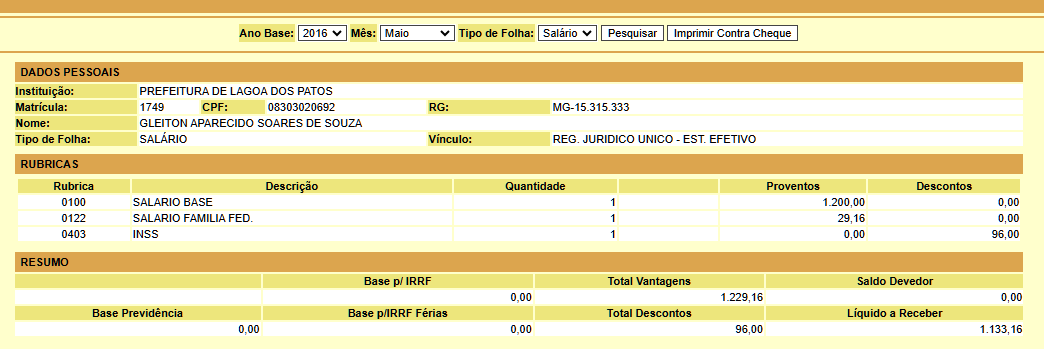 Ano Base: 2016 Mês: Maio Tipo de Folha: Salário Pesquisar Imprimir Contra Cheque
DADOS PESSOAIS
Instituição: PREFEITURA DE LAGOA DOS PATOS
Matrícula: 1749 CPF: 08303020692 RG: MG-15.315.333
Nome: GLEITON APARECIDO SOARES DE SOUZA
Tipo de Folha: SALÁRIO Vínculo: REG. JURIDICO UNICO - EST. EFETIVO
RUBRICAS
Rubrica Descrição Quantidade Proventos Descontos
0100 SALARIO BASE 1 1.200,00 0,00
0122 SALARIO FAMILIA FED. 1 29,16 0,00
0403 INSS 1 0,00 96,00
RESUMO
Base p/ IRRF Total Vantagens Saldo Devedor
0,00 1.229,16 0,00
Base Previdência Base p/IRRF Férias Total Descontos Líquido a Receber
0,00 0,00 96,00 1.133,16